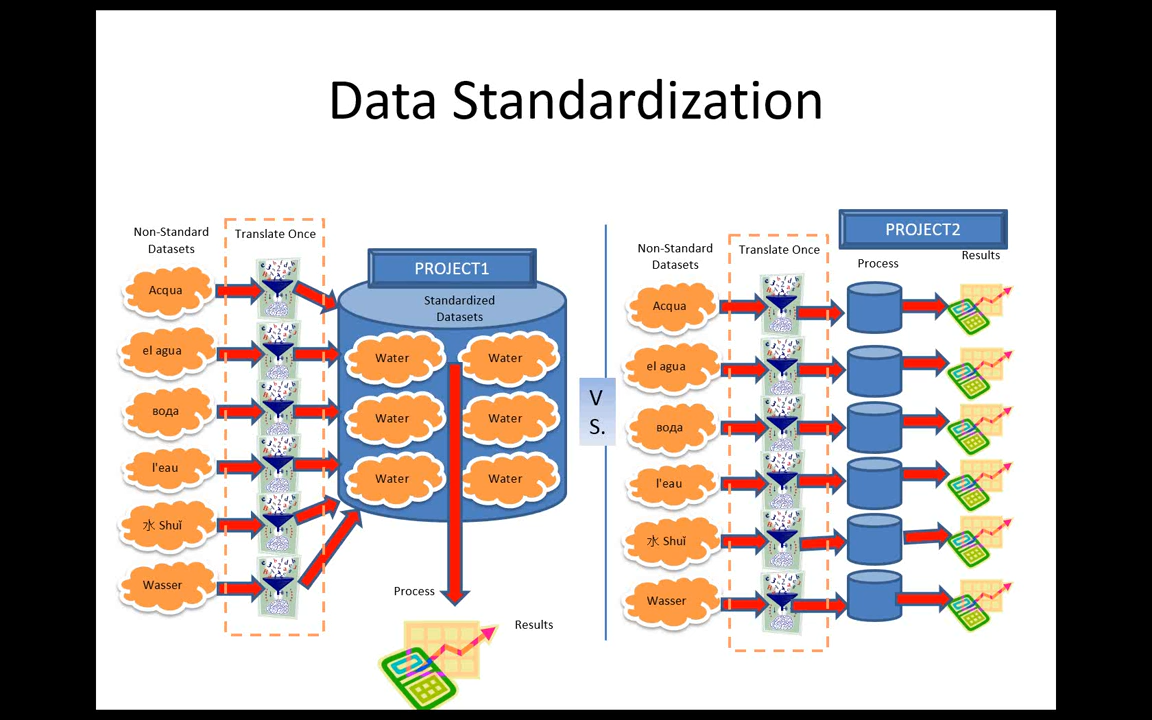 Data Standardization
Non-Standard
Datasets
Translate Once
Acqua
el agua
вода
l'eau
水 Shuǐ
Wasser
PROJECT1
Standardized
Datasets
Water
Water
Water
Water
Water
Water
Process
Results
V
S.
PROJECT2
Non-Standard
Datasets
Translate Once
Process
Results
Acqua
el agua
вода
l'eau
水 Shuǐ
Wasser